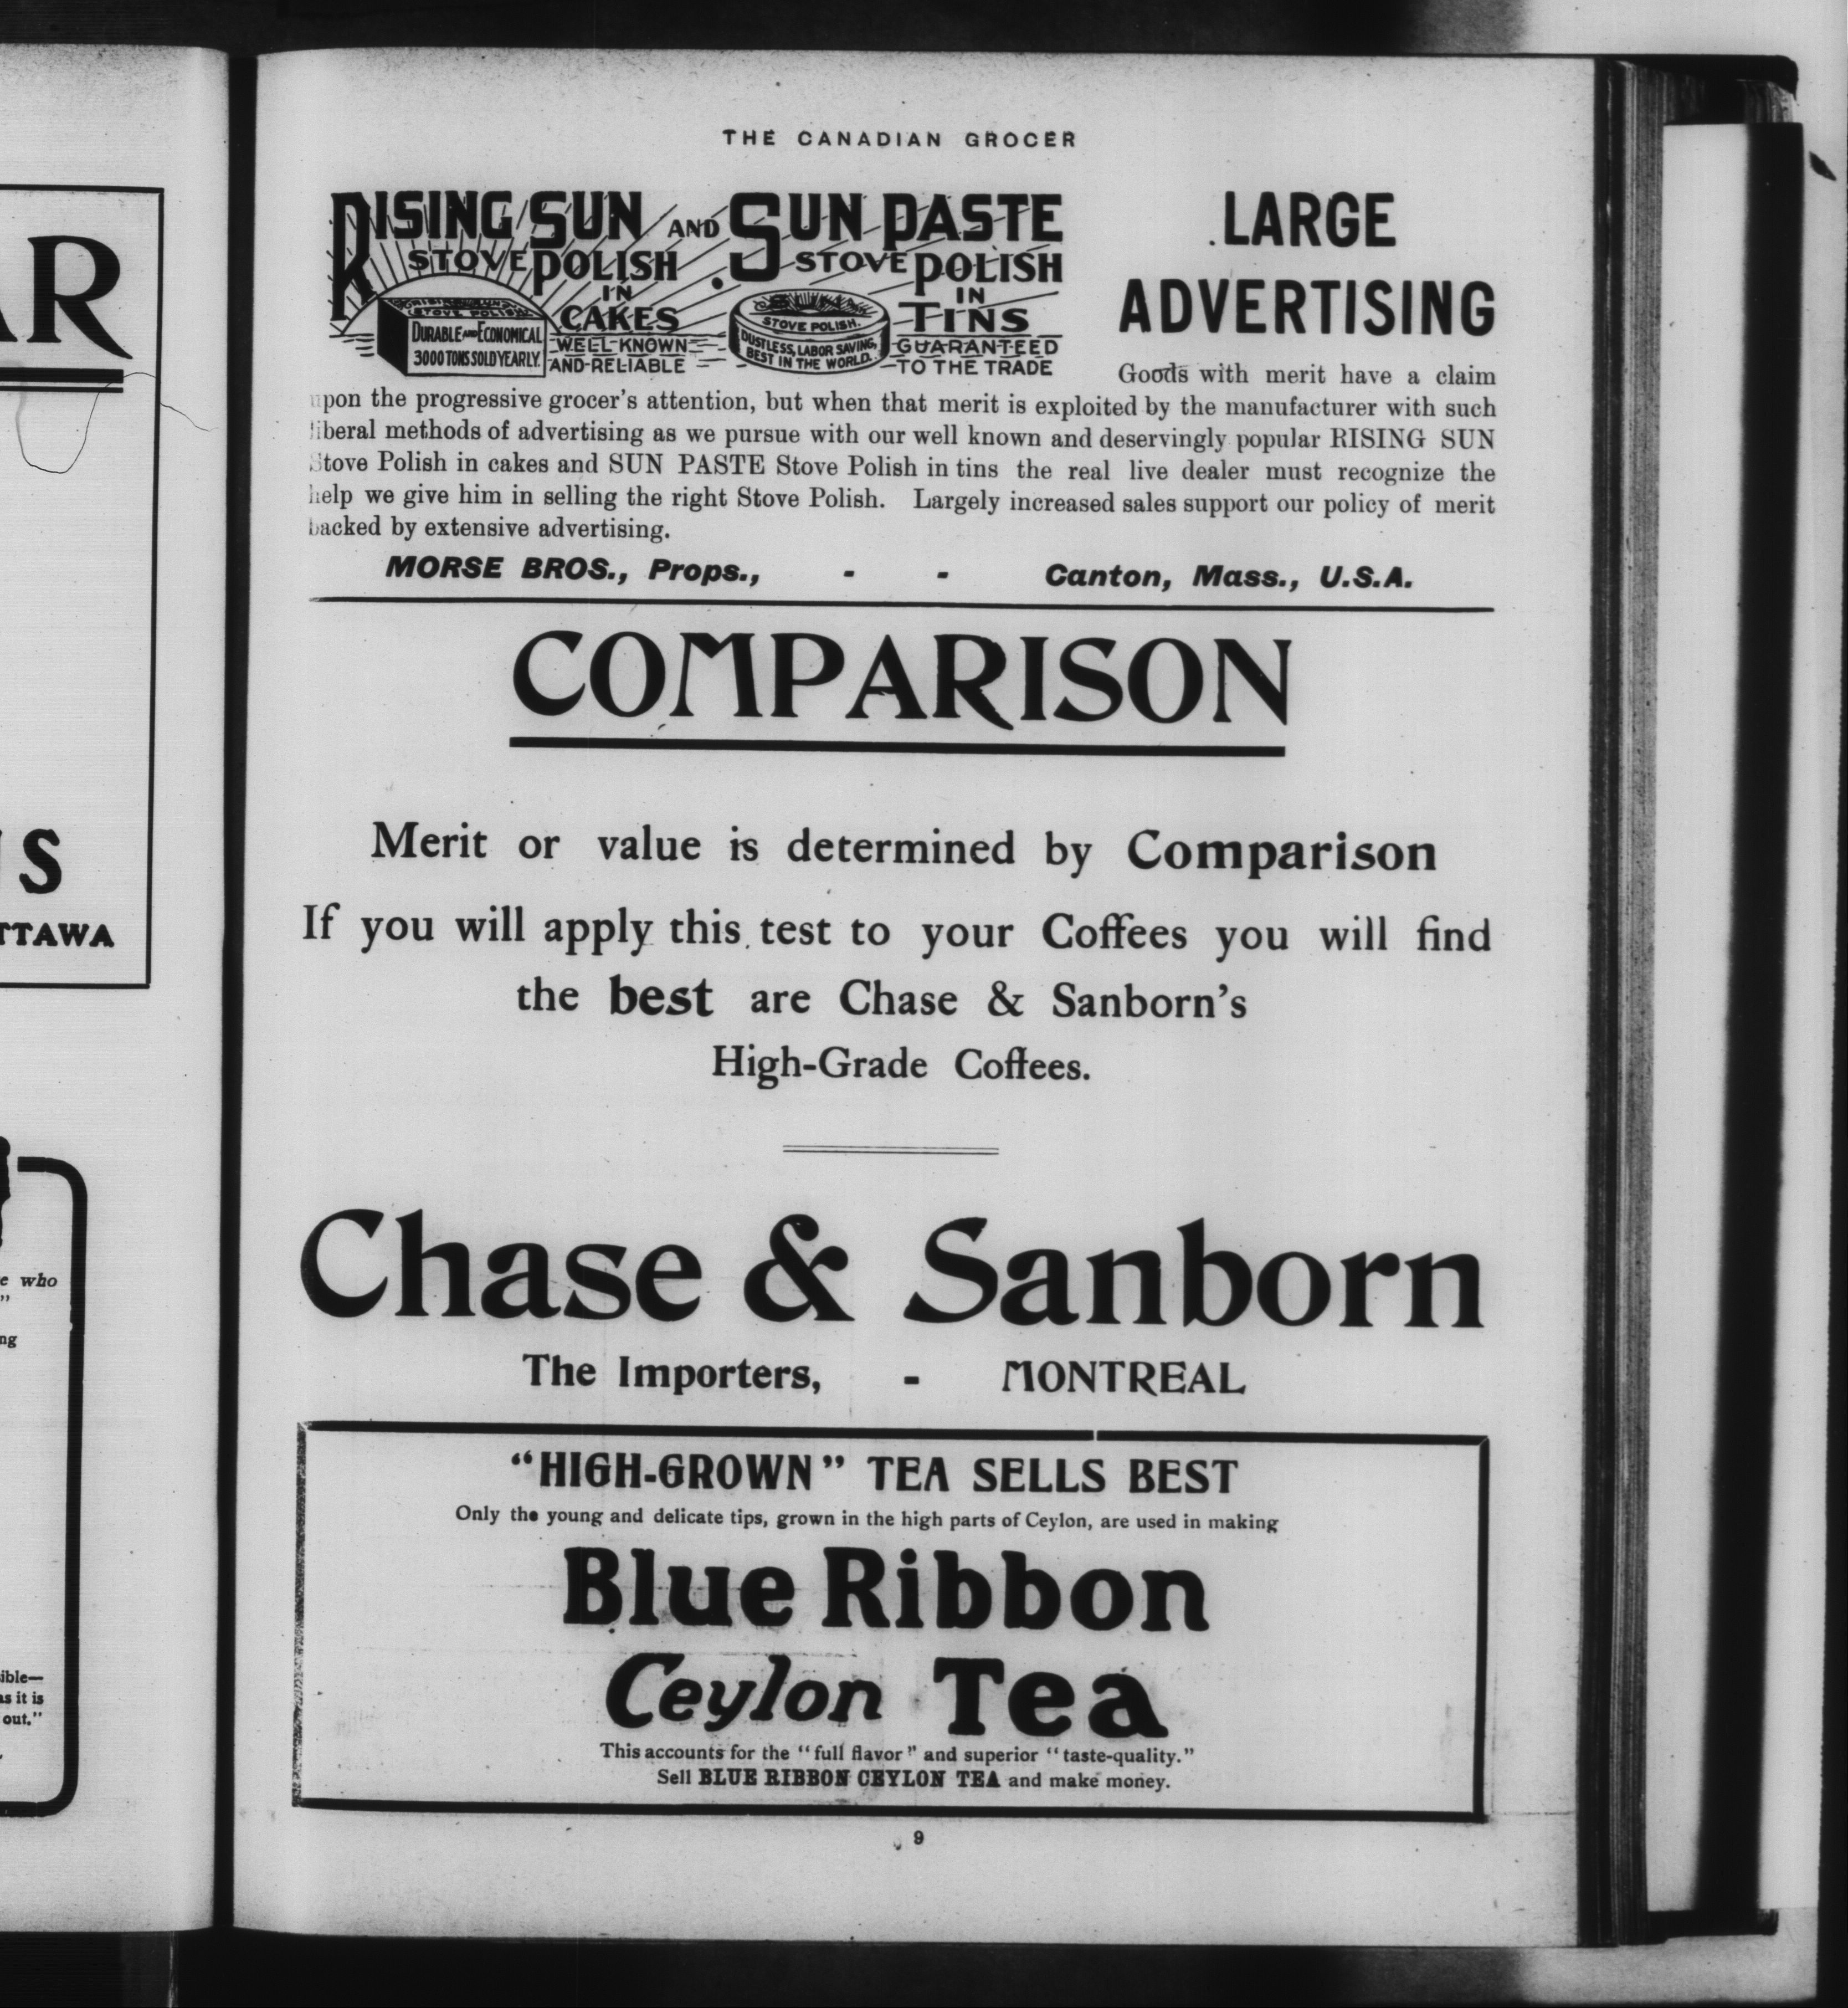 AR
'S
TTAWA
e who
”
ng
ible—
as it is
out.”
THE CANADIAN GROCER
RISING SUN AND SUN PASTE
STOVE POLISH STOVE POLISH
IN CAKES
IN TINS
STOVE POLISH
DURABLE AND ECONOMICAL
3000 TONS SOLD YEARLY.
WELL-KNOWN
AND RELIABLE
STOVE POLISH.
DUSTLESS, LABOR SAVING,
BEST IN THE WORLD.
GUARANTEED
TO THE TRADE
LARGE
ADVERTISING
Goods with merit have a claim
upon the progressive grocer's attention, but when that merit is exploited by the manufacturer with such
liberal methods of advertising as we pursue with our well known and deservingly popular RISING SUN
Stove Polish in cakes and SUN PASTE Stove Polish in tins the real live dealer must recognize the
help we give him in selling the right Stove Polish. Largely increased sales support our policy of merit
backed by extensive advertising.
MORSE BROS., Props., - - Canton, Mass., U.S.A.
COMPARISON
Merit or value is determined by Comparison
If you will apply this test to your Coffees you will find
the best are Chase & Sanborn's
High-Grade Coffees.
Chase & Sanborn
The Importers, - MONTREAL
“HIGH-GROWN” TEA SELLS BEST
Only the young and delicate tips, grown in the high parts of Ceylon, are used in making
Blue Ribbon
Ceylon Tea
This accounts for the “full flavor” and superior “taste-quality.”
Sell BLUE RIBBON CEYLON TEA and make money.
9